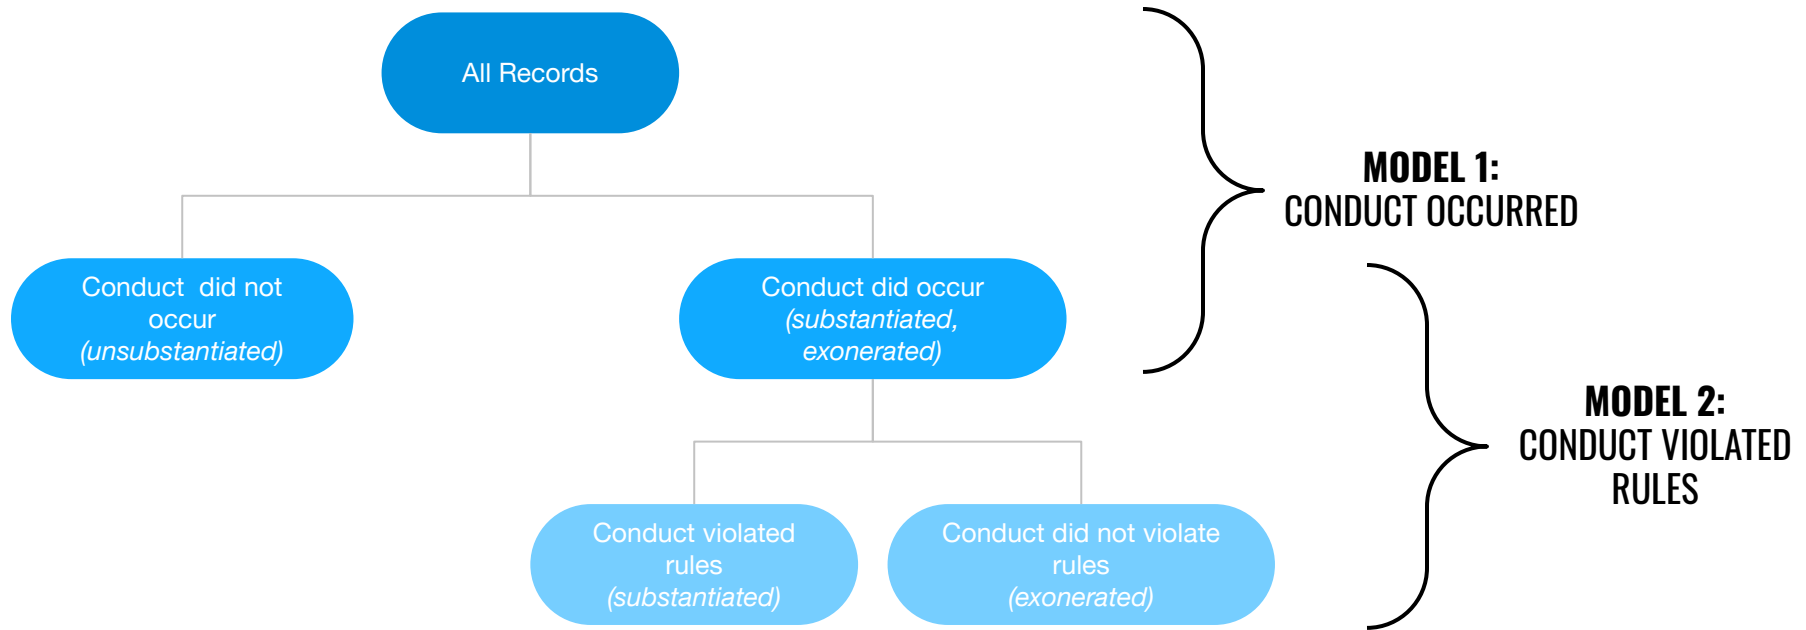 All Records
MODEL 1:
CONDUCT OCCURRED
Conduct  did not
occur
(unsubstantiated)
Conduct did occur
(substantiated,
exonerated)
MODEL 2:
CONDUCT VIOLATED
RULES
Conduct violated
rules
(substantiated)
Conduct did not violate
rules
(exonerated)